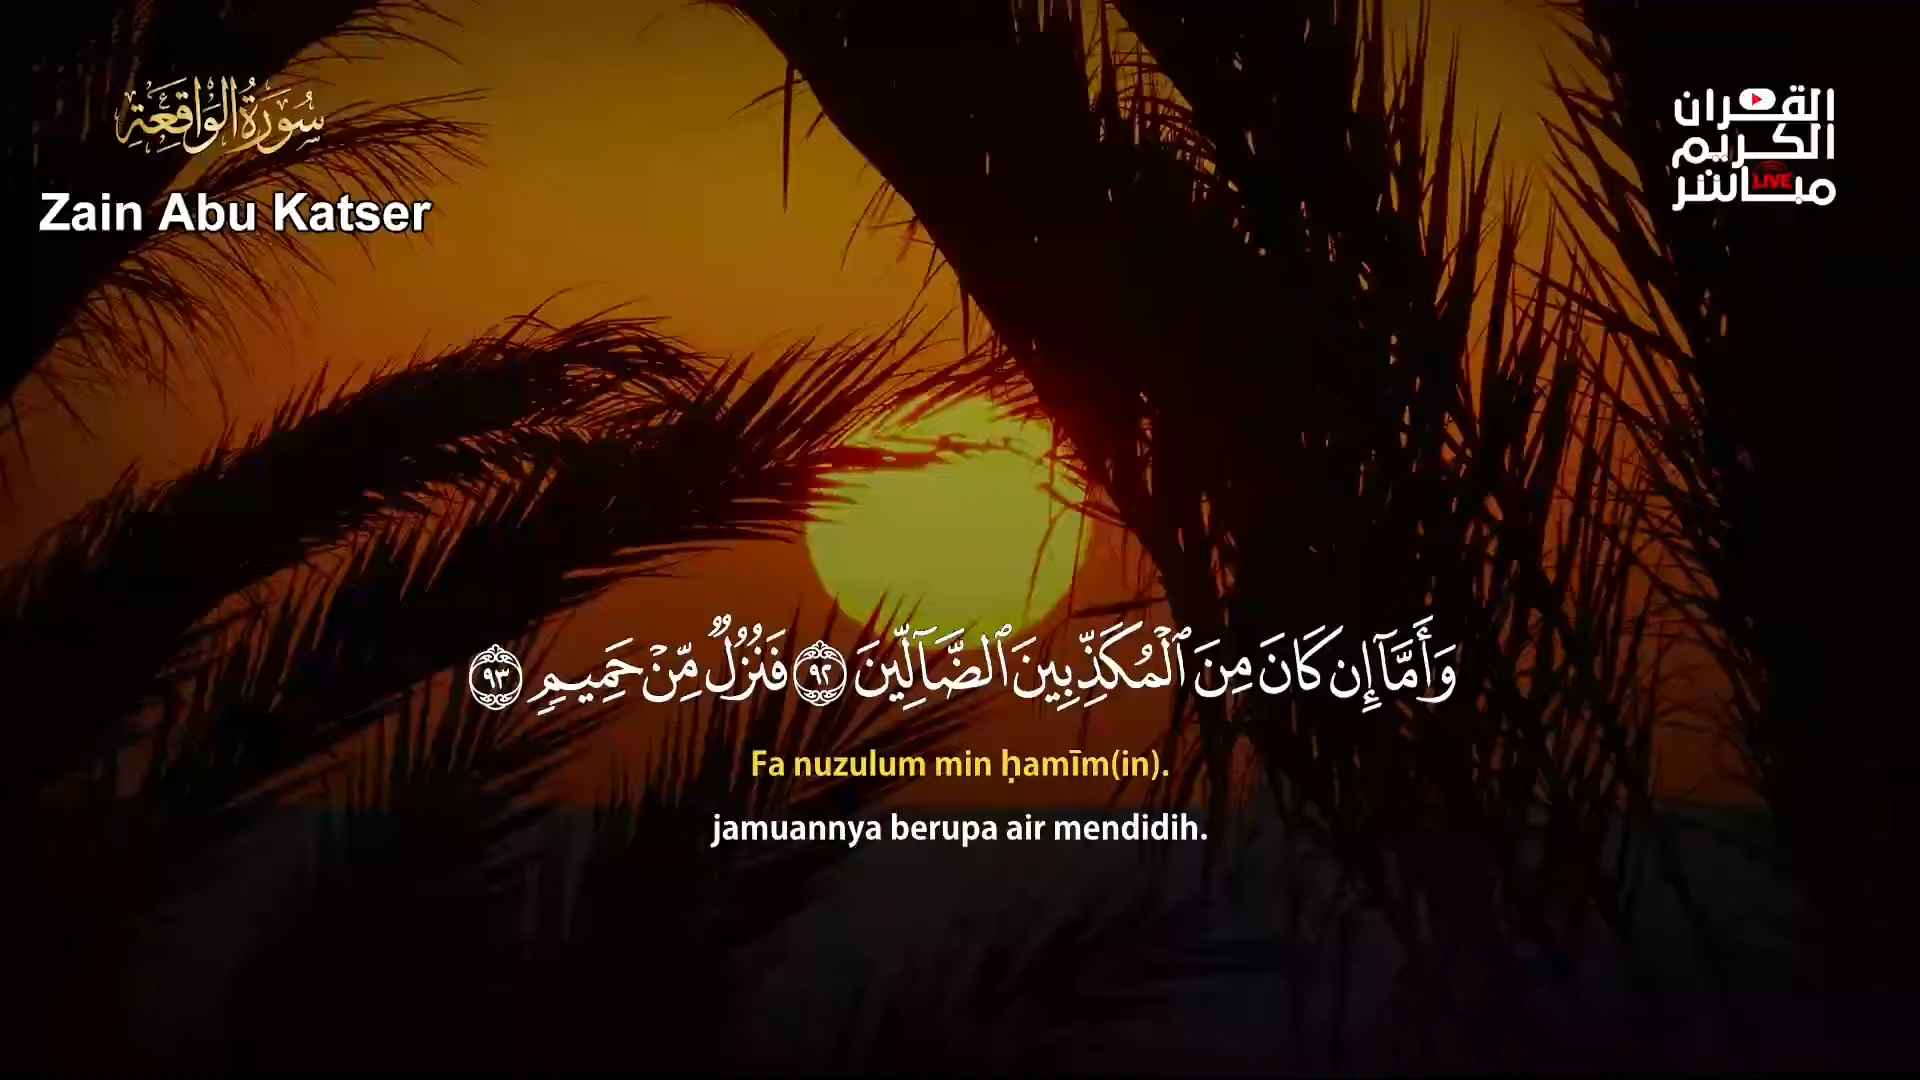 سُورَةُ الوَاقِعَةِ
Zain Abu Katser
القران
الكريم
مباشر
LIVE
وَأَمَّآ إِن كَانَ مِنَ ٱلْمُكَذِّبِينَ ٱلضَّآلِّينَ ٩٢ فَنُزُلٌ مِّنْ حَمِيمٍ ٩٣
Fa nuzulum min ḥamīm(in).
jamuannya berupa air mendidih.